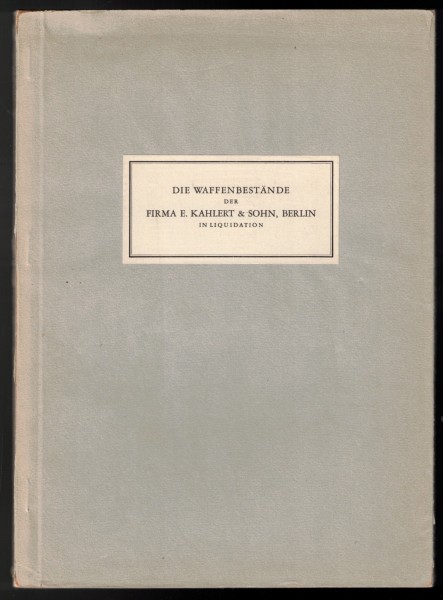 DIE WAFFENBESTÄNDE
DER
FIRMA E. KAHLERT & SOHN, BERLIN
IN LIQUIDATION